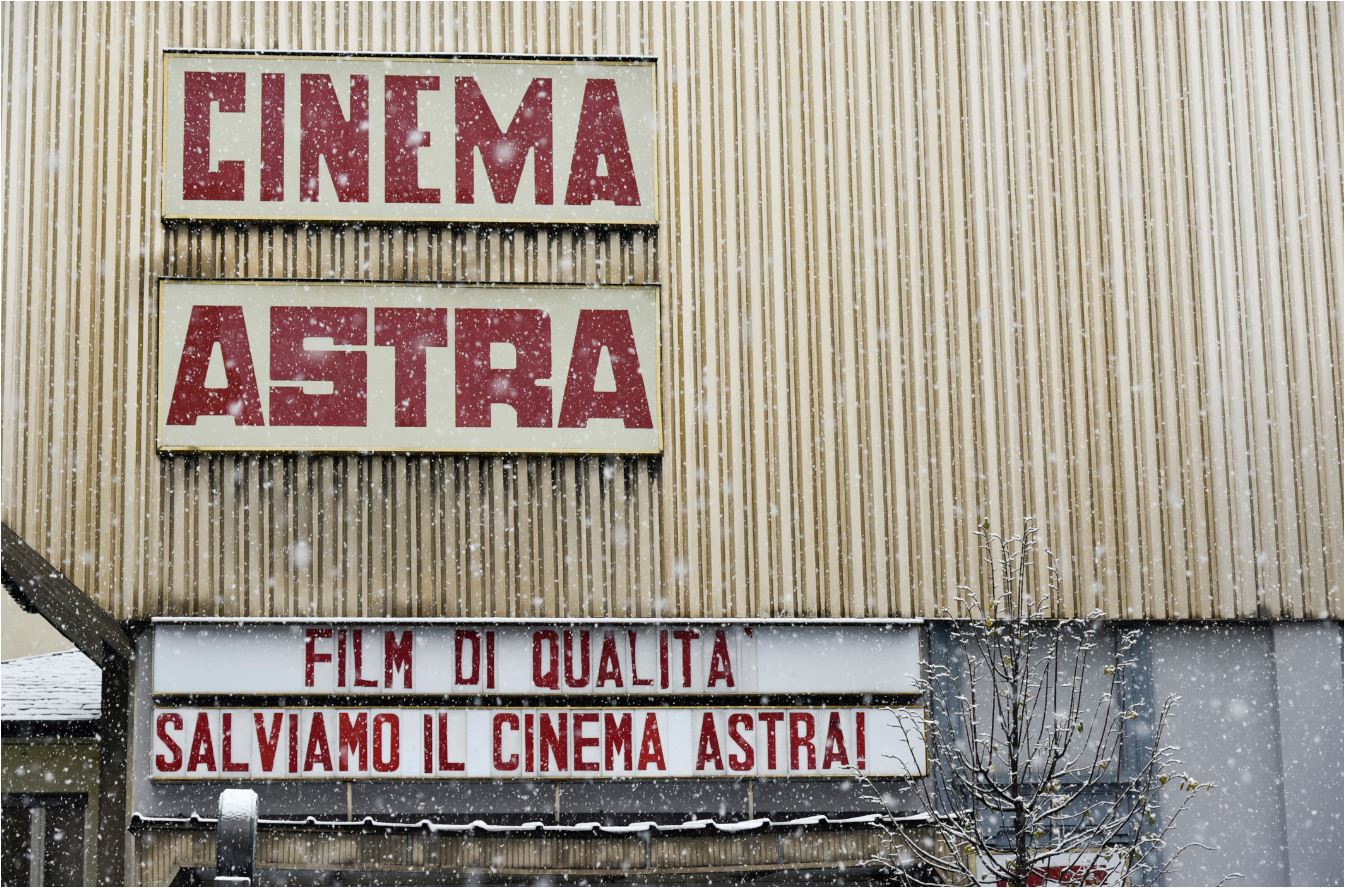 CINEMA
ASTRA
FILM DI QUALITA'
SALVIAMO IL CINEMA ASTRA!